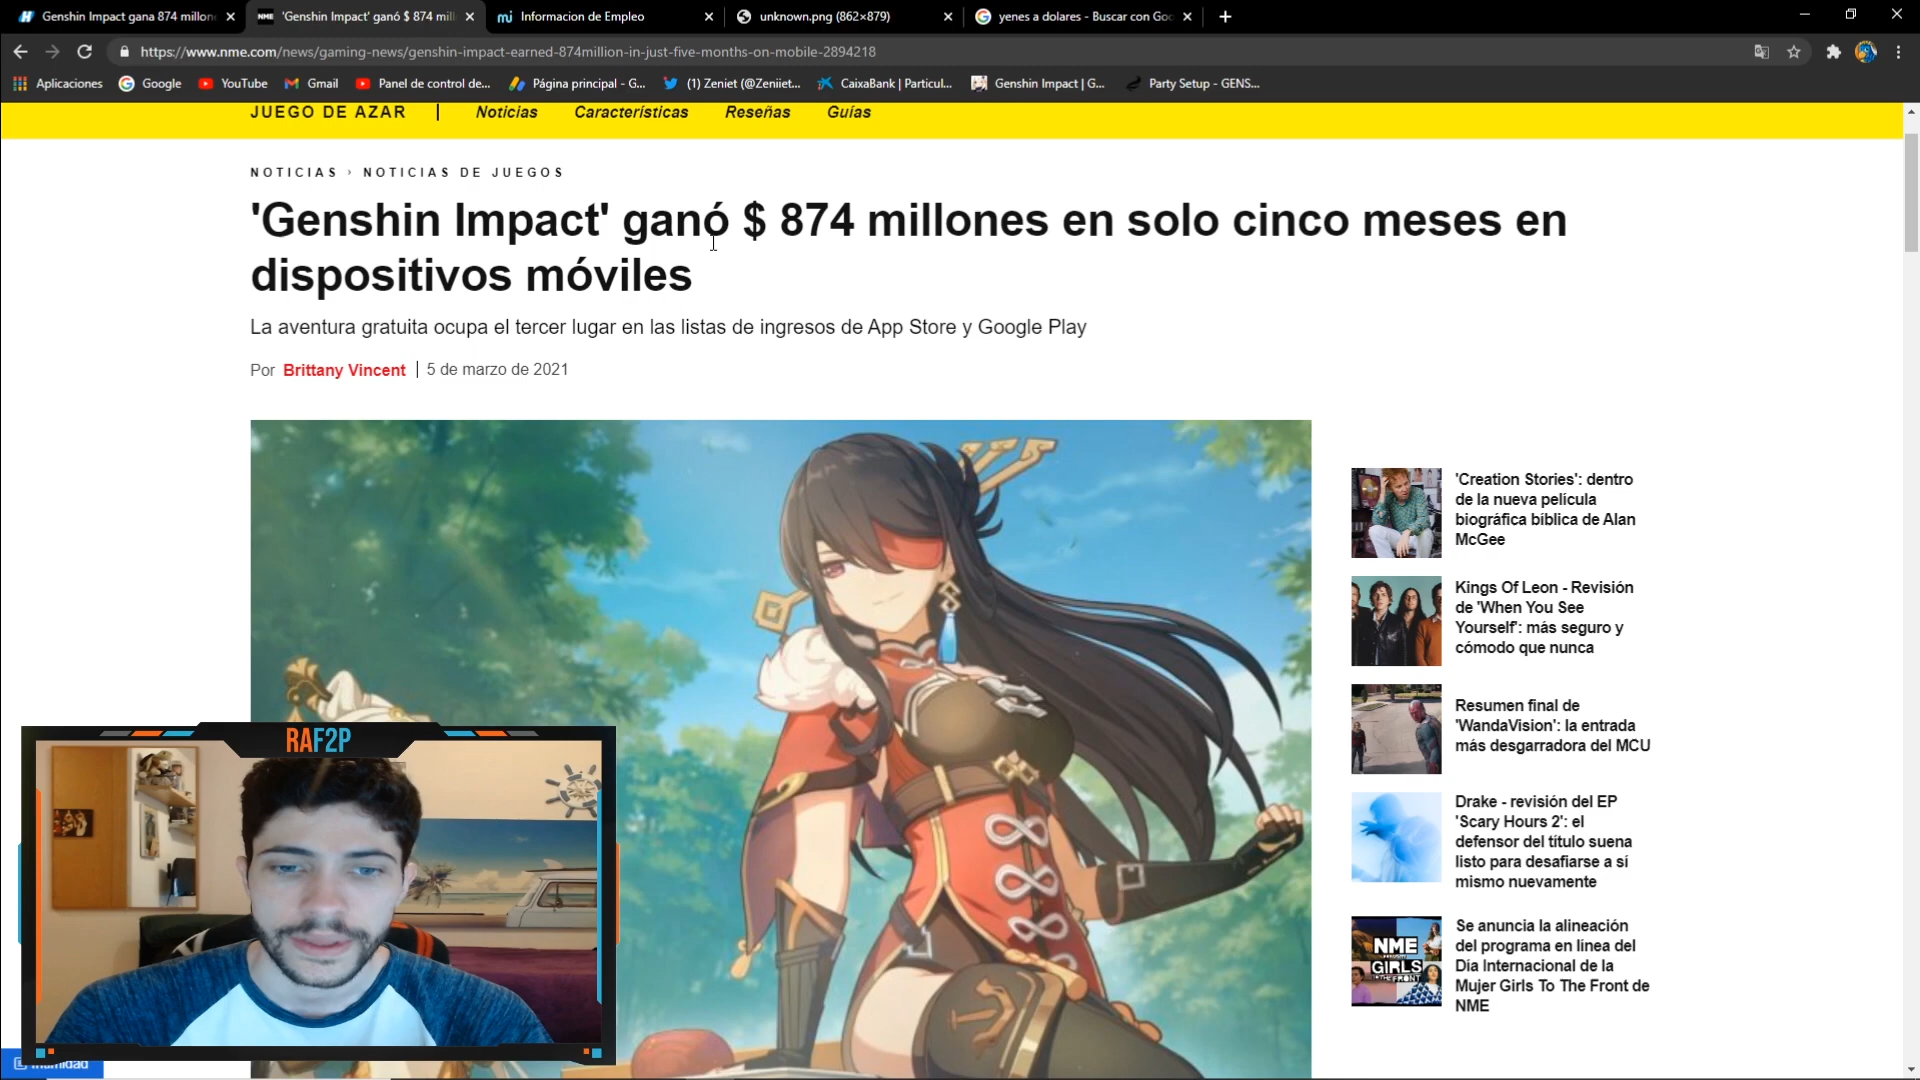 Genshin Impact gana 874 millon
'Genshin Impact' ganó $ 874 mill
Informacion de Empleo
unknown.png (862×879)
yenes a dolares - Buscar con Goo
https://www.nme.com/news/gaming-news/genshin-impact-earned-874million-in-just-five-months-on-mobile-2894218
Aplicaciones
Google
YouTube
Gmail
Panel de control de...
Página principal - G...
(1) Zeniet (@Zeniiet...
CaixaBank | Particul...
Genshin Impact | G...
Party Setup - GENS...
JUEGO DE AZAR | Noticias Características Reseñas Guías
NOTICIAS › NOTICIAS DE JUEGOS
'Genshin Impact' ganó $ 874 millones en solo cinco meses en
dispositivos móviles
La aventura gratuita ocupa el tercer lugar en las listas de ingresos de App Store y Google Play
Por Brittany Vincent | 5 de marzo de 2021
'Creation Stories': dentro
de la nueva película
biográfica bíblica de Alan
McGee
Kings Of Leon - Revisión
de 'When You See
Yourself': más seguro y
cómodo que nunca
Resumen final de
'WandaVision': la entrada
más desgarradora del MCU
Drake - revisión del EP
'Scary Hours 2': el
defensor del título suena
listo para desafiarse a sí
mismo nuevamente
NME
GIRLS
TO THE FRONT
Se anuncia la alineación
del programa en línea del
Día Internacional de la
Mujer Girls To The Front de
NME
RAF2P